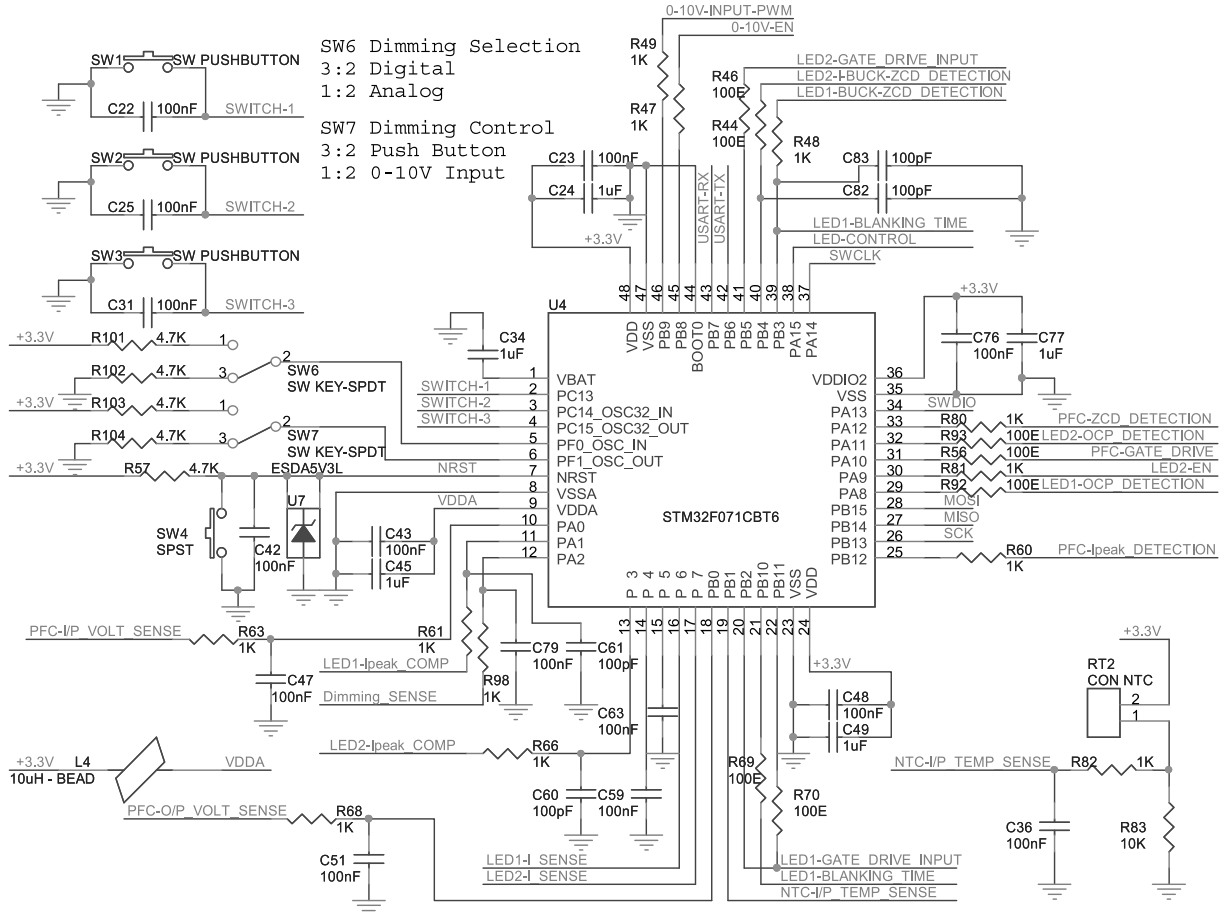 0-10V-INPUT-PWM
0-10V-EN
SW6 Dimming Selection
3:2 Digital
1:2 Analog
SW7 Dimming Control
3:2 Push Button
1:2 0-10V Input
SW1 SW PUSHBUTTON
C22 100nF SWITCH-1
SW2 SW PUSHBUTTON
C25 100nF SWITCH-2
SW3 SW PUSHBUTTON
C31 100nF SWITCH-3
R49
1K
R47
1K
R46
100E
R44
100E
LED2-GATE_DRIVE_INPUT
LED2-I-BUCK-ZCD_DETECTION
LED1-BUCK-ZCD_DETECTION
R48
1K
C83 100pF
C82 100pF
C23 100nF
C24 1uF
USART-RX
USART-TX
LED1-BLANKING_TIME
LED-CONTROL
SWCLK
+3.3V
48 47 46 45 44 43 42 41 40 39 38 37
U4
VDD VSS PB9 PB8 BOOT0 PB7 PB6 PB5 PB4 PB3 PA15 PA14
+3.3V R101 4.7K 1
2
SW6
SW KEY-SPDT
R102 4.7K 3
+3.3V R103 4.7K 1
2
SW7
SW KEY-SPDT
R104 4.7K 3
+3.3V R57 4.7K ESDA5V3L NRST
U7
SW4
SPST
C42
100nF
C34
1uF
SWITCH-1
SWITCH-2
SWITCH-3
VDDA
1 VBAT
2 PC13
3 PC14_OSC32_IN
4 PC15_OSC32_OUT
5 PF0_OSC_IN
6 PF1_OSC_OUT
7 NRST
8 VSSA
9 VDDA
10 PA0
11 PA1
12 PA2
STM32F071CBT6
VDDIO2 36
VSS 35
PA13 34 SWDIO
PA12 33 R80 1K PFC-ZCD_DETECTION
PA11 32 R93 100E LED2-OCP_DETECTION
PA10 31 R56 100E PFC-GATE_DRIVE
PA9 30 R81 1K LED2-EN
PA8 29 R92 100E LED1-OCP_DETECTION
PB15 28 MOSI
PB14 27 MISO
PB13 26 SCK
PB12 25 R60 1K PFC-Ipeak_DETECTION
+3.3V
C76
100nF
C77
1uF
C43
100nF
C45
1uF
P 3 P 4 P 5 P 6 P 7 PB0 PB1 PB2 PB10 PB11 VSS VDD
13 14 15 16 17 18 19 20 21 22 23 24
PFC-I/P_VOLT_SENSE R63
1K
R61
1K
C47
100nF
LED1-Ipeak_COMP
Dimming_SENSE
R98
1K
C79
100nF
C61
100pF
+3.3V
C48
100nF
C49
1uF
C63
100nF
LED2-Ipeak_COMP R66
1K
C60
100pF
C59
100nF
+3.3V L4 VDDA
10uH - BEAD
PFC-O/P_VOLT_SENSE R68
1K
C51
100nF
R69
100E
R70
100E
LED1-I_SENSE
LED2-I_SENSE
LED1-GATE_DRIVE INPUT
LED1-BLANKING_TIME
NTC-I/P_TEMP_SENSE
+3.3V
RT2
CON NTC
2
1
NTC-I/P TEMP_SENSE R82 1K
C36
100nF
R83
10K